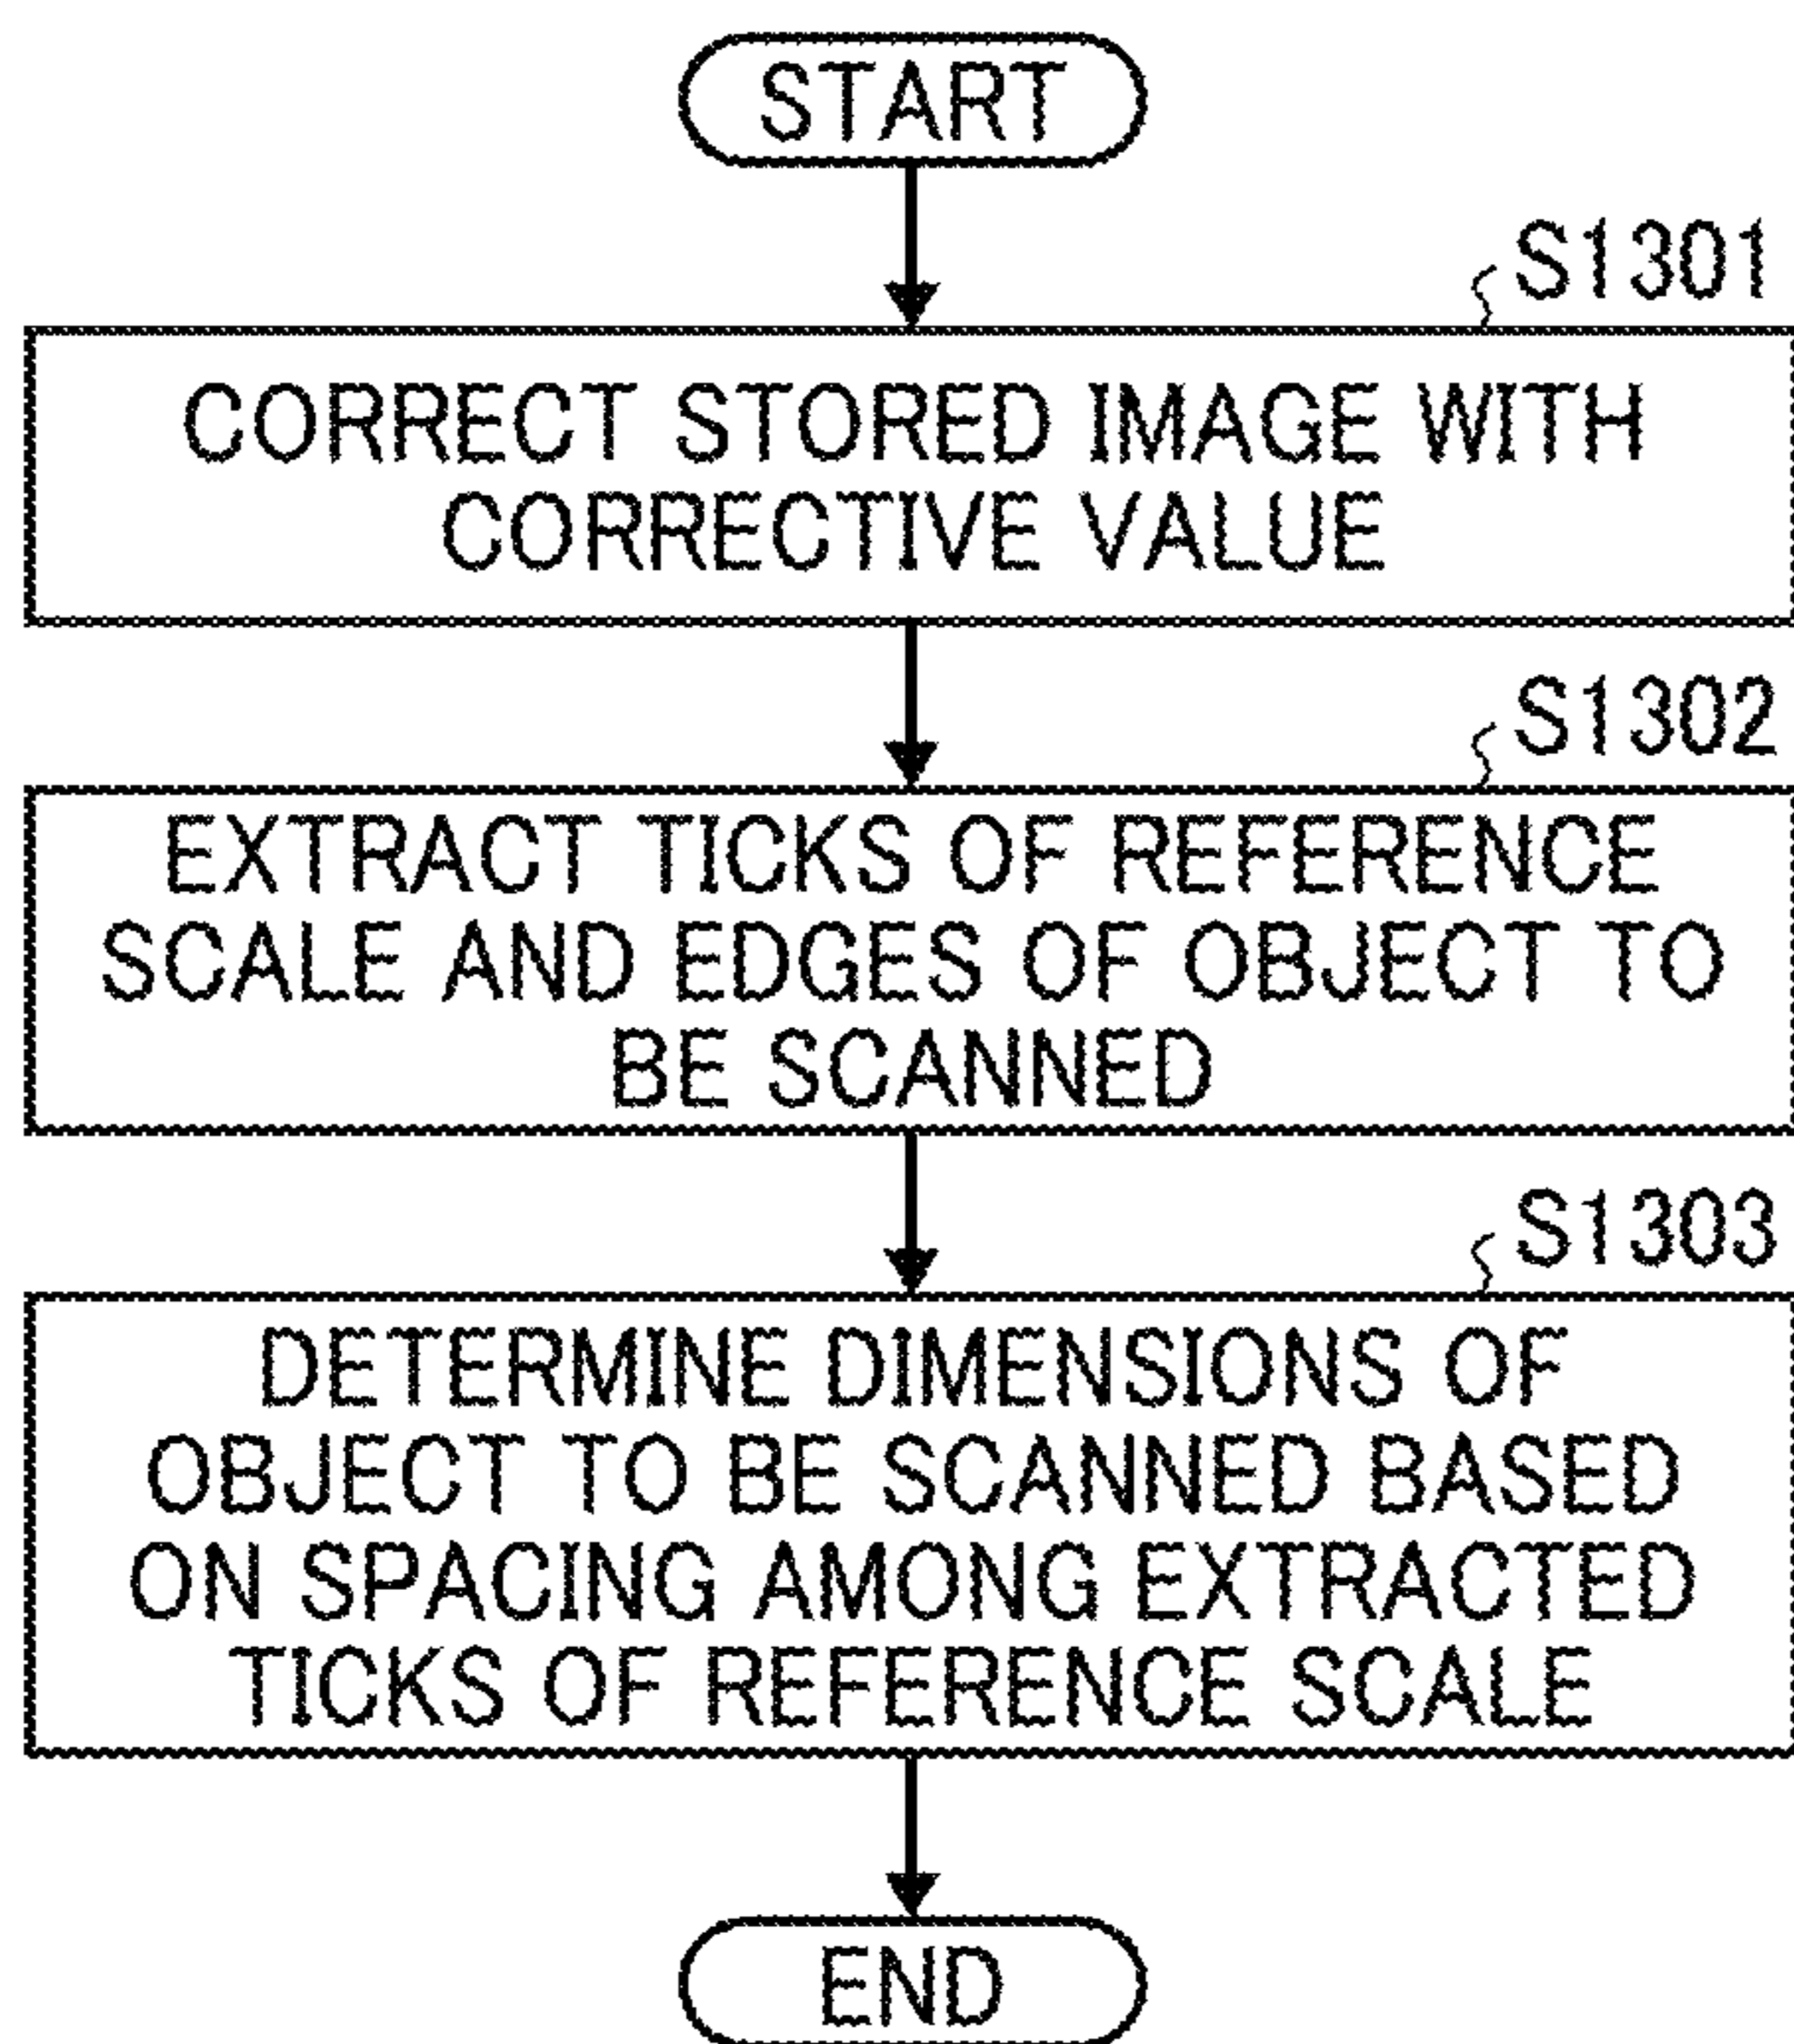 START
S1301
CORRECT STORED IMAGE WITH
CORRECTIVE VALUE
S1302
EXTRACT TICKS OF REFERENCE
SCALE AND EDGES OF OBJECT TO
BE SCANNED
S1303
DETERMINE DIMENSIONS OF
OBJECT TO BE SCANNED BASED
ON SPACING AMONG EXTRACTED
TICKS OF REFERENCE SCALE
END